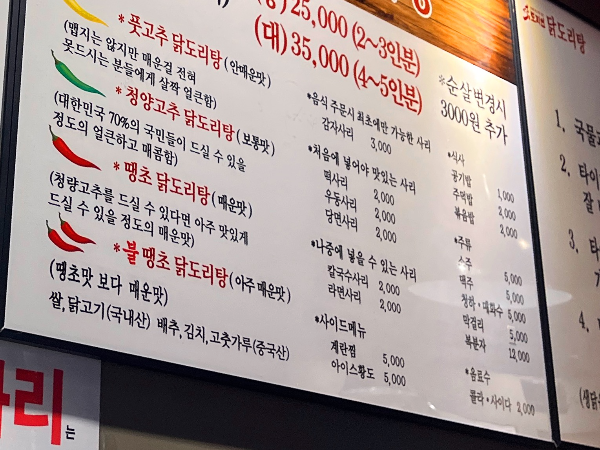 25,000 (2~3인분)
(대) 35,000 (4~5인분)
*풋고추 닭도리탕 (안매운맛)
(맵지는 않지만 매운걸 전혀
못드시는 분들에게 살짝 얼큰함)
*청양고추 닭도리탕 (보통맛)
(대한민국 70%의 국민들이 드실 수 있을
정도의 얼큰하고 매콤함)
*땡초 닭도리탕 (매운맛)
(청량고추를 드실 수 있다면 아주 맛있게
드실 수 있을 정도의 매운맛)
*불 땡초 닭도리탕 (아주 매운맛)
(땡초맛 보다 매운맛)
쌀,닭고기(국내산) 배추,김치,고춧가루(중국산)
*음식 주문시 최초에만 가능한 사리
감자사리 3,000
*처음에 넣어야 맛있는 사리
떡사리 2,000
우동사리 2,000
당면사리 2,000
*나중에 넣을 수 있는 사리
칼국수사리 2,000
라면사리 2,000
*사이드메뉴
계란찜 5,000
아이스황도 5,000
*순살변경시
3000원 추가
*식사
공기밥 1,000
주먹밥 2,000
볶음밥 2,000
*주류
소주 5,000
맥주 5,000
청하·매화수 5,000
막걸리 5,000
복분자 12,000
*음료수
콜라·사이다 2,000
닭도리탕
1. 국물
2. 타이
잘
3. 타
4.
(생닭
리는